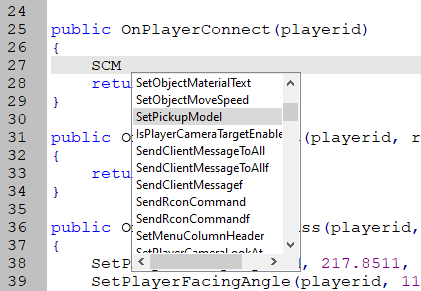 24
25 public OnPlayerConnect(playerid)
26 {
27 SCM
28 retu
29 }
30
31 public O (playerid, r
32 {
33 retu
34 }
35
36 public O ss(playerid,
37 {
38 SetP , 217.8511,
39 SetPlayerFacingAngle(playerid, 11
SetObjectMaterialText
SetObjectMoveSpeed
SetPickupModel
IsPlayerCameraTargetEnable
SendClientMessageToAll
SendClientMessageToAllf
SendClientMessagef
SendRconCommand
SendRconCommandf
SetMenuColumnHeader
SetPlayerCameraLookAt